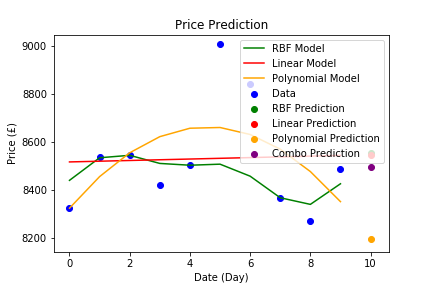 Price Prediction
9000
8800
8600
8400
8200
Price (£)
RBF Model
Linear Model
Polynomial Model
Data
RBF Prediction
Linear Prediction
Polynomial Prediction
Combo Prediction
0 2 4 6 8 10
Date (Day)